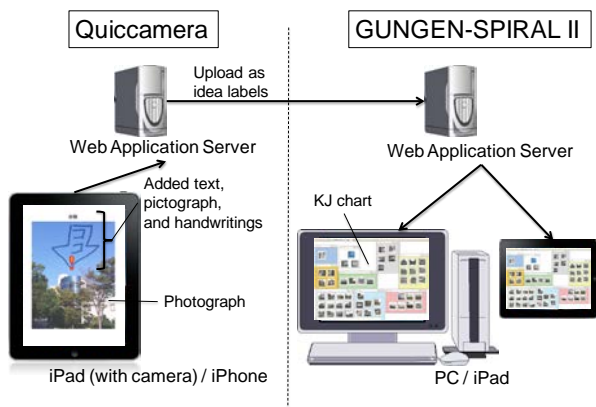 Quiccamera
GUNGEN-SPIRAL II
Upload as
idea labels
Web Application Server
Web Application Server
Added text,
pictograph,
and handwritings
KJ chart
Photograph
iPad (with camera) / iPhone
PC / iPad